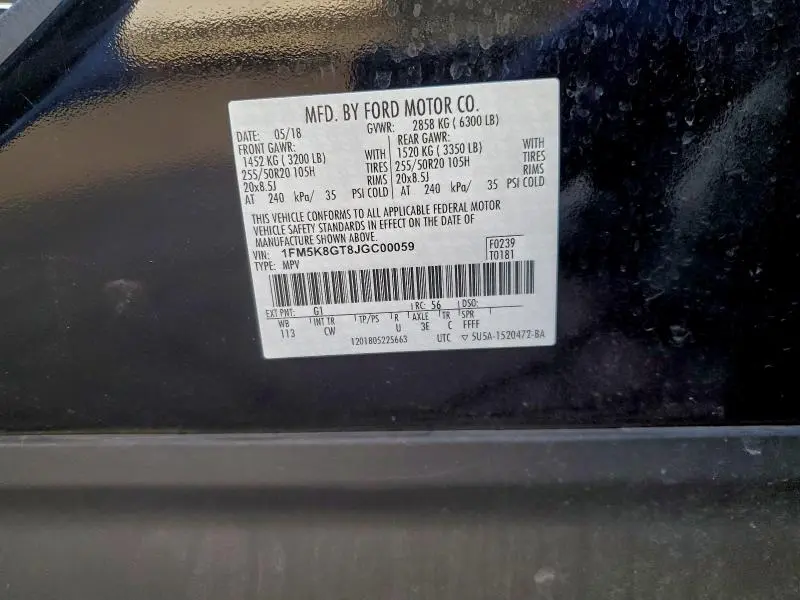 MFD. BY FORD MOTOR CO.
DATE: 05/18 GVWR: 2858 KG ( 6300 LB)
FRONT GAWR: REAR GAWR:
1452 KG ( 3200 LB) WITH 1520 KG ( 3350 LB) WITH
255/50R20 105H TIRES 255/50R20 105H TIRES
20x8.5J RIMS 20x8.5J RIMS
AT 240 kPa/ 35 PSI COLD AT 240 kPa/ 35 PSI COLD
THIS VEHICLE CONFORMS TO ALL APPLICABLE FEDERAL MOTOR
VEHICLE SAFETY STANDARDS IN EFFECT ON THE DATE OF
MANUFACTURE SHOWN ABOVE.
VIN: 1FM5K8GT8JGC00059 F0239
TYPE: MPV T0181
EXT PNT: G1 RC: 56 DSO:
WB INT TR TP/PS R AXLE TR SPR
113 CW U 3E C FFFF
1201805225663 UTC ▽ 5U5A-1520472-BA